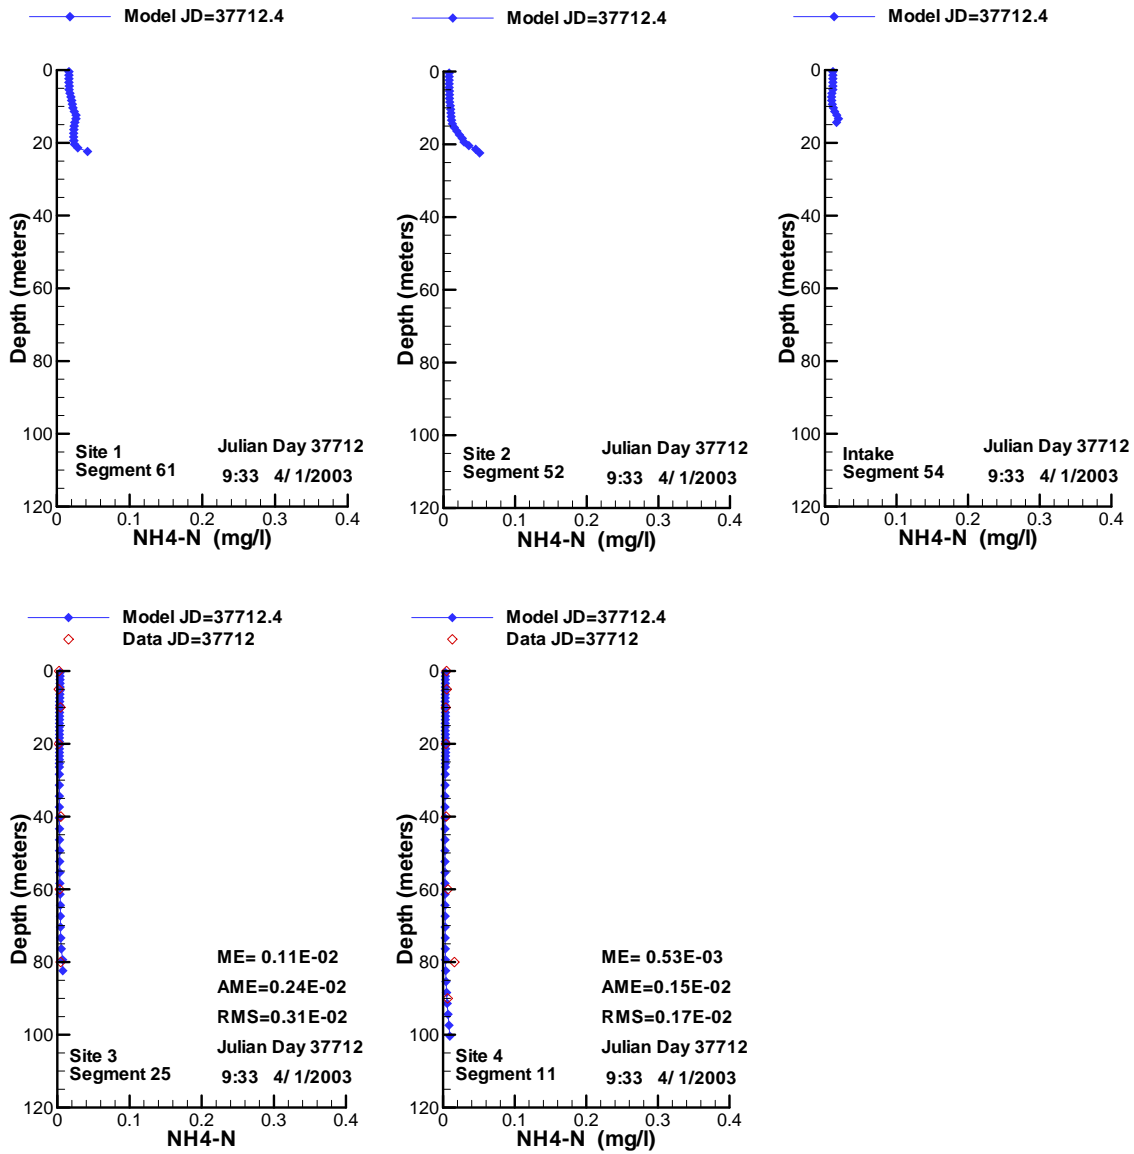 Model JD=37712.4
0
20
40
60
80
100
120
Depth (meters)
Site 1
Segment 61
Julian Day 37712
9:33 4/ 1/2003
0 0.1 0.2 0.3 0.4
NH4-N (mg/l)
Model JD=37712.4
0
20
40
60
80
100
120
Depth (meters)
Site 2
Segment 52
Julian Day 37712
9:33 4/ 1/2003
0 0.1 0.2 0.3 0.4
NH4-N (mg/l)
Model JD=37712.4
0
20
40
60
80
100
120
Depth (meters)
Intake
Segment 54
Julian Day 37712
9:33 4/ 1/2003
0 0.1 0.2 0.3 0.4
NH4-N (mg/l)
Model JD=37712.4
Data JD=37712
0
20
40
60
80
100
120
Depth (meters)
ME= 0.11E-02
AME=0.24E-02
RMS=0.31E-02
Site 3
Segment 25
Julian Day 37712
9:33 4/ 1/2003
0 0.1 0.2 0.3 0.4
NH4-N
Model JD=37712.4
Data JD=37712
0
20
40
60
80
100
120
Depth (meters)
ME= 0.53E-03
AME=0.15E-02
RMS=0.17E-02
Site 4
Segment 11
Julian Day 37712
9:33 4/ 1/2003
0 0.1 0.2 0.3 0.4
NH4-N (mg/l)